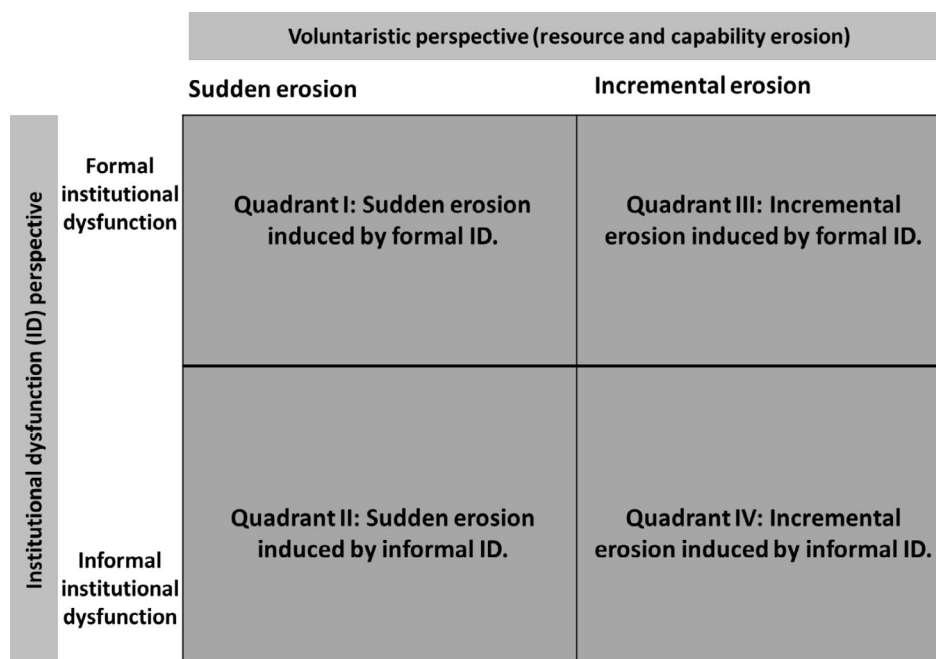 Voluntaristic perspective (resource and capability erosion)
Sudden erosion
Incremental erosion
Institutional dysfunction (ID) perspective
Formal
institutional
dysfunction
Quadrant I: Sudden erosion
induced by formal ID.
Quadrant III: Incremental
erosion induced by formal ID.
Informal
institutional
dysfunction
Quadrant II: Sudden erosion
induced by informal ID.
Quadrant IV: Incremental
erosion induced by informal ID.